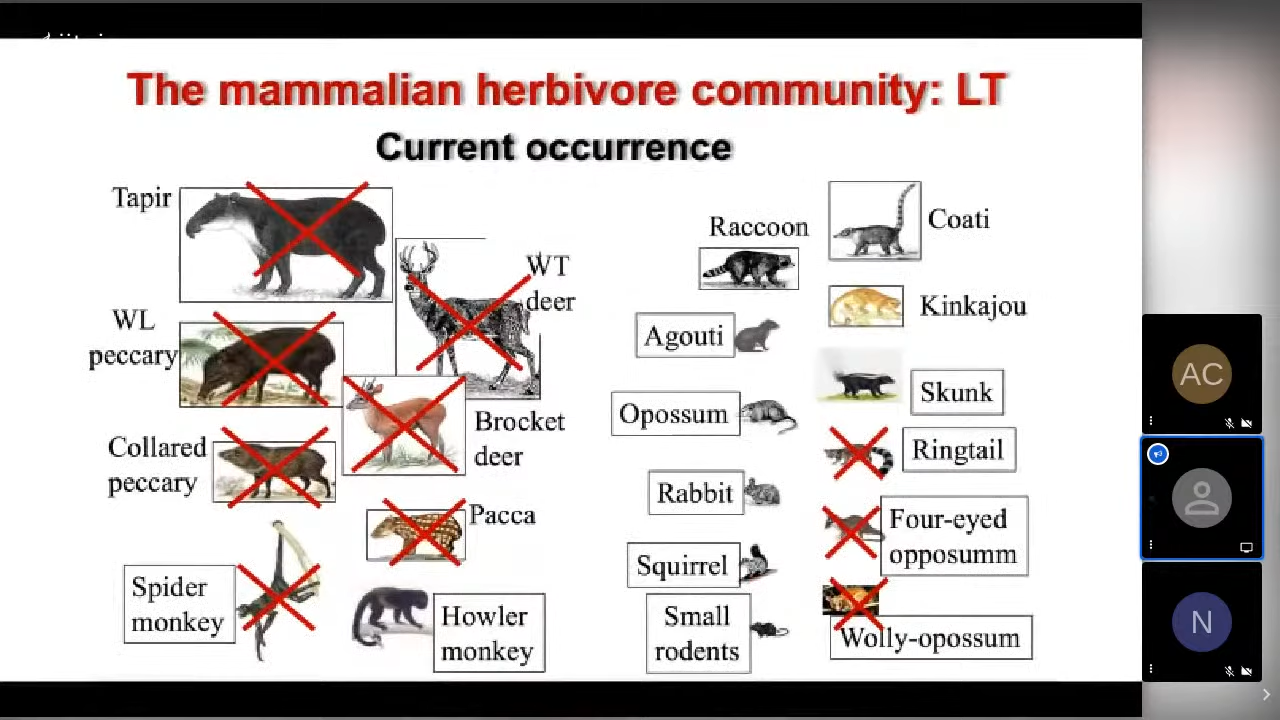 The mammalian herbivore community: LT
Current occurrence
Tapir
WT
deer
WL
peccary
Brocket
deer
Collared
peccary
Pacca
Spider
monkey
Howler
monkey
Raccoon
Coati
Kinkajou
Agouti
Skunk
Opossum
Ringtail
Rabbit
Four-eyed
opposumm
Squirrel
Small
rodents
Wolly-opossum
AC
N